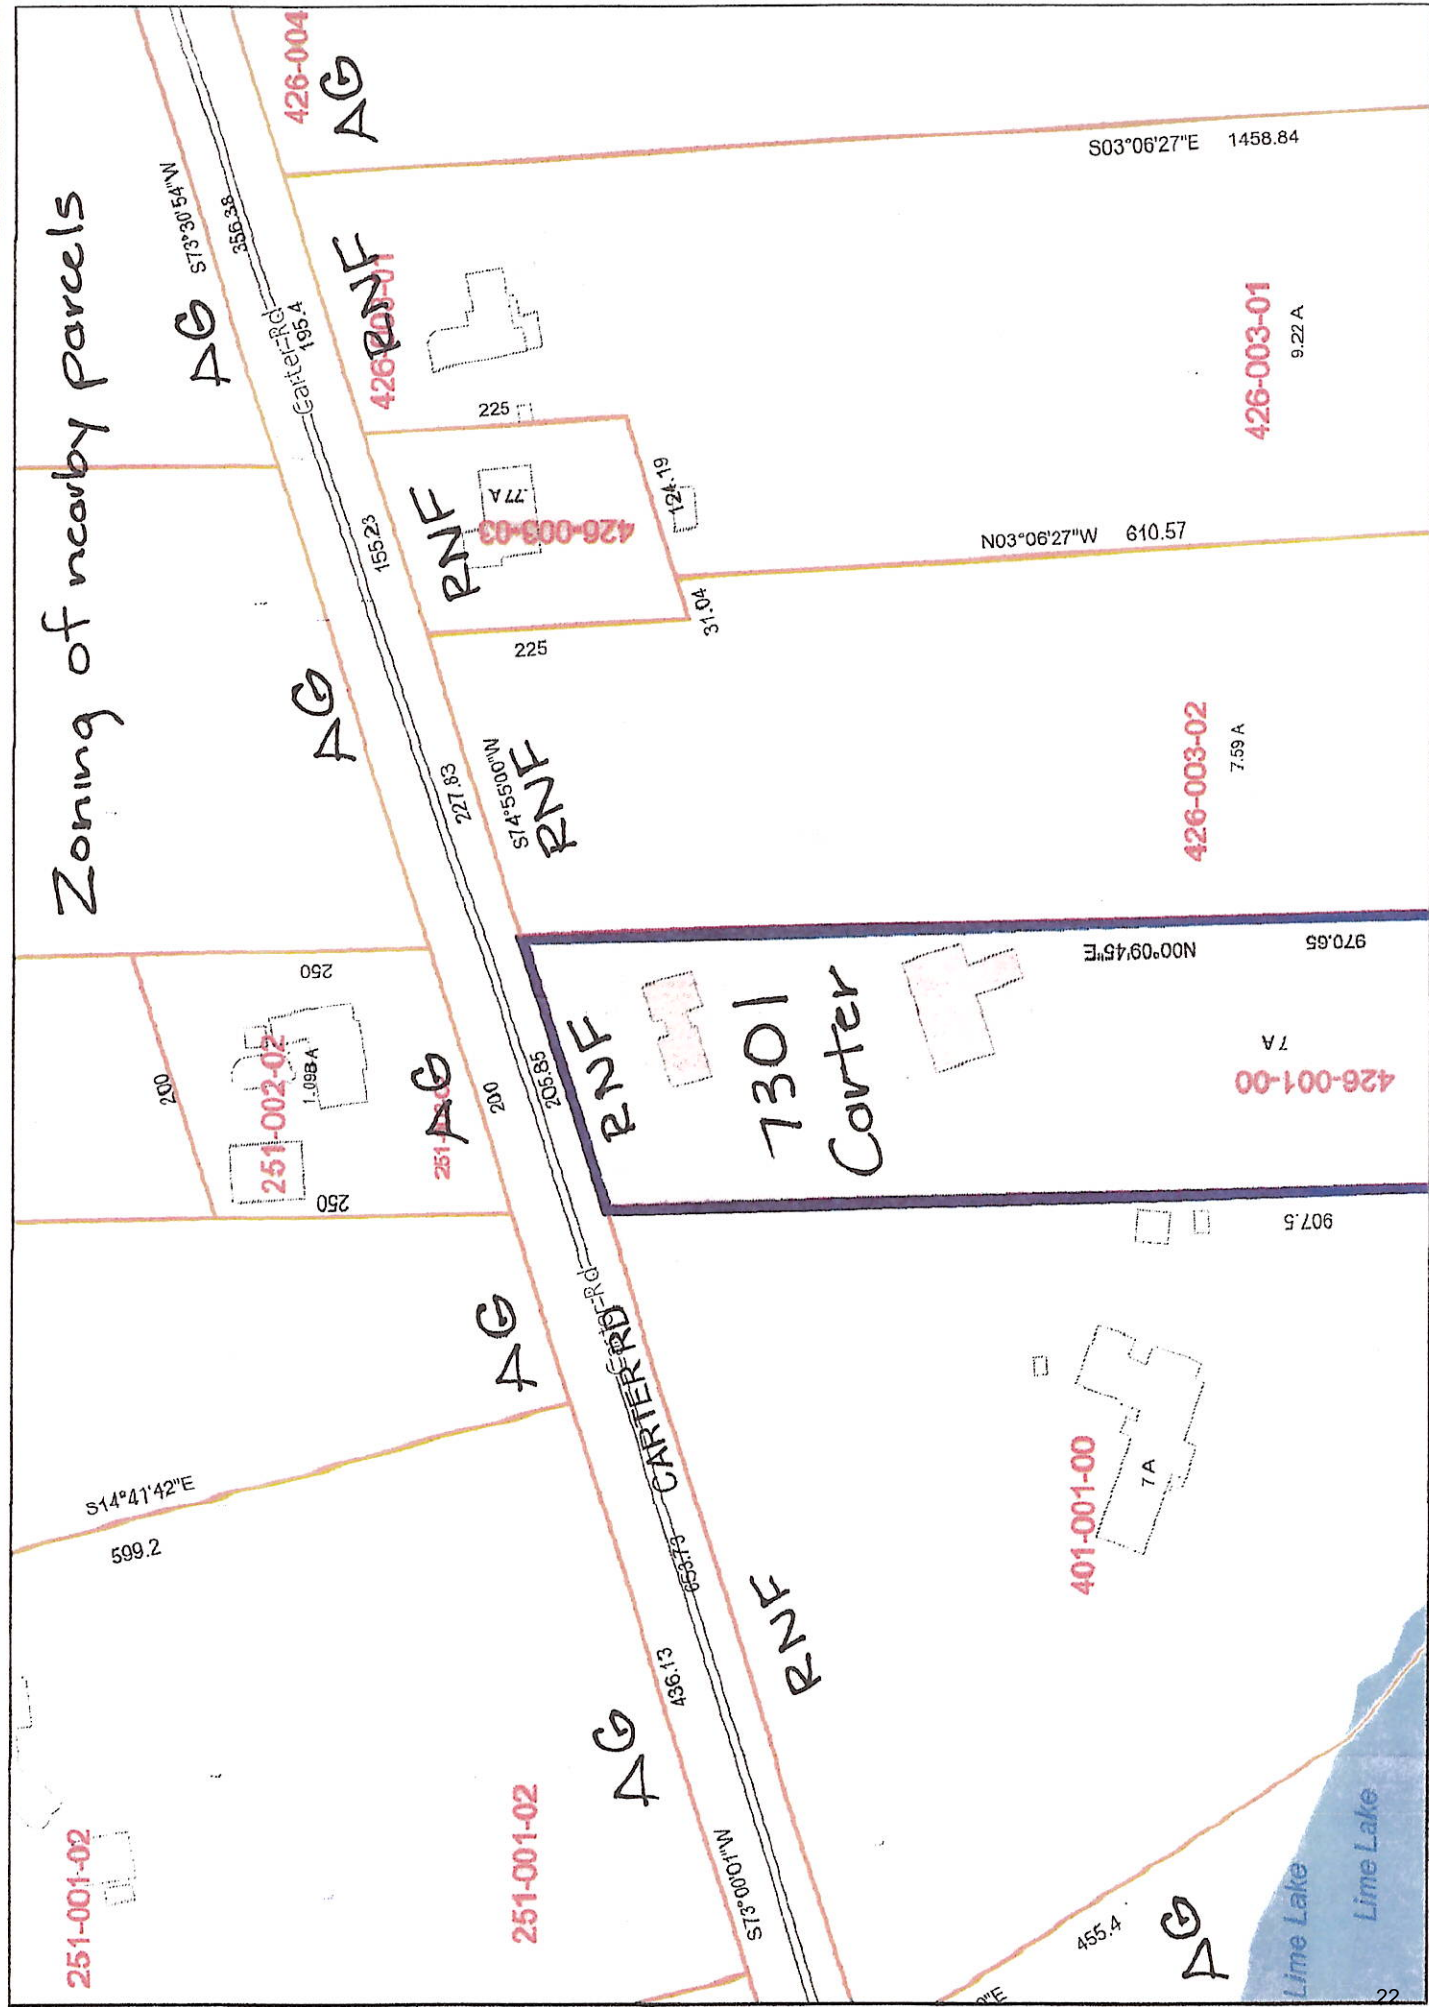 Zoning of nearby parcels
426-004
AG
S73°30'54"W
356.38
AG
Carter-Rd
195.4
RNF
S03°06'27"E 1458.84
225
426-003-01
9.22 A
155.23
RNF
.77 A
426-003-03
124.19
31.04
225
N03°06'27"W 610.57
AG
227.83
S74°55'00"W
RNF
426-003-02
7.59 A
200
250
251-002-02
1.098 A
250
AG
200
205.85
RNF
7301
Carter
N00°09'45"E
970.65
7 A
426-001-00
907.5
AG
CARTER RD
S14°41'42"E
599.2
653.73
401-001-00
7 A
436.13
RNF
AG
251-001-02
251-001-02
S73°00'01"W
455.4
AG
Lime Lake
Lime Lake
22